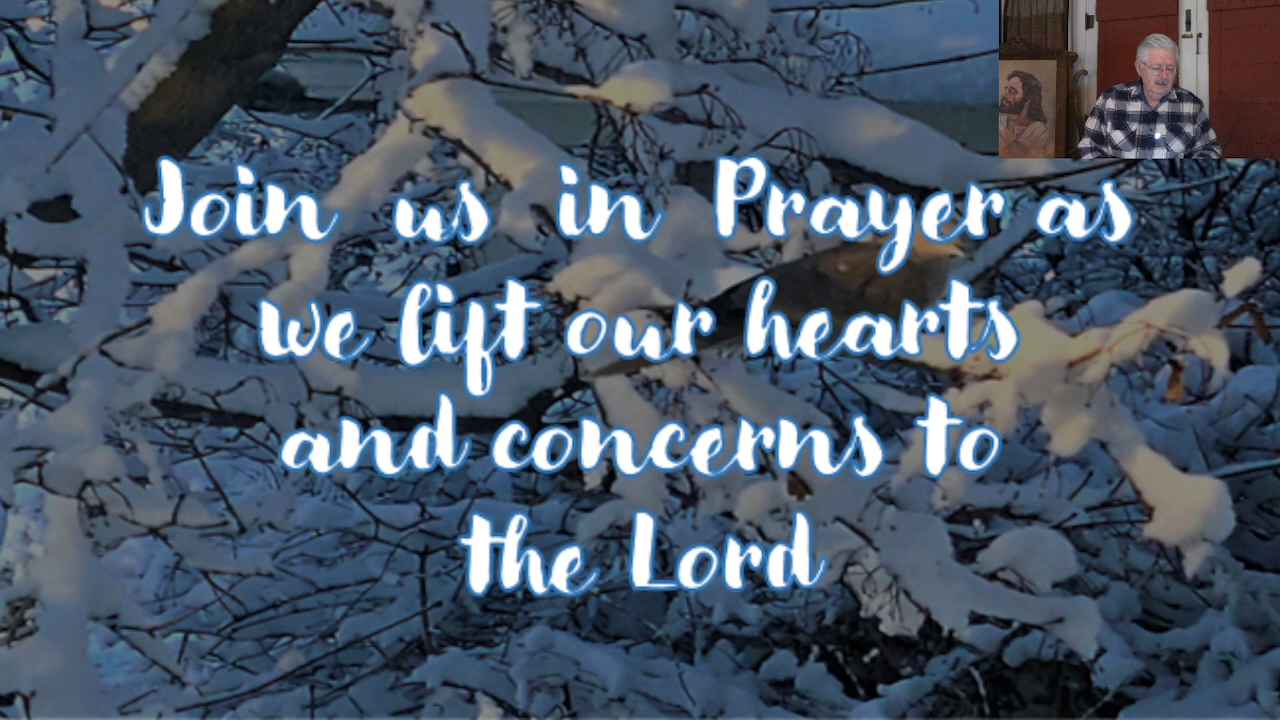 Join us in Prayer as
we lift our hearts
and concerns to
the Lord